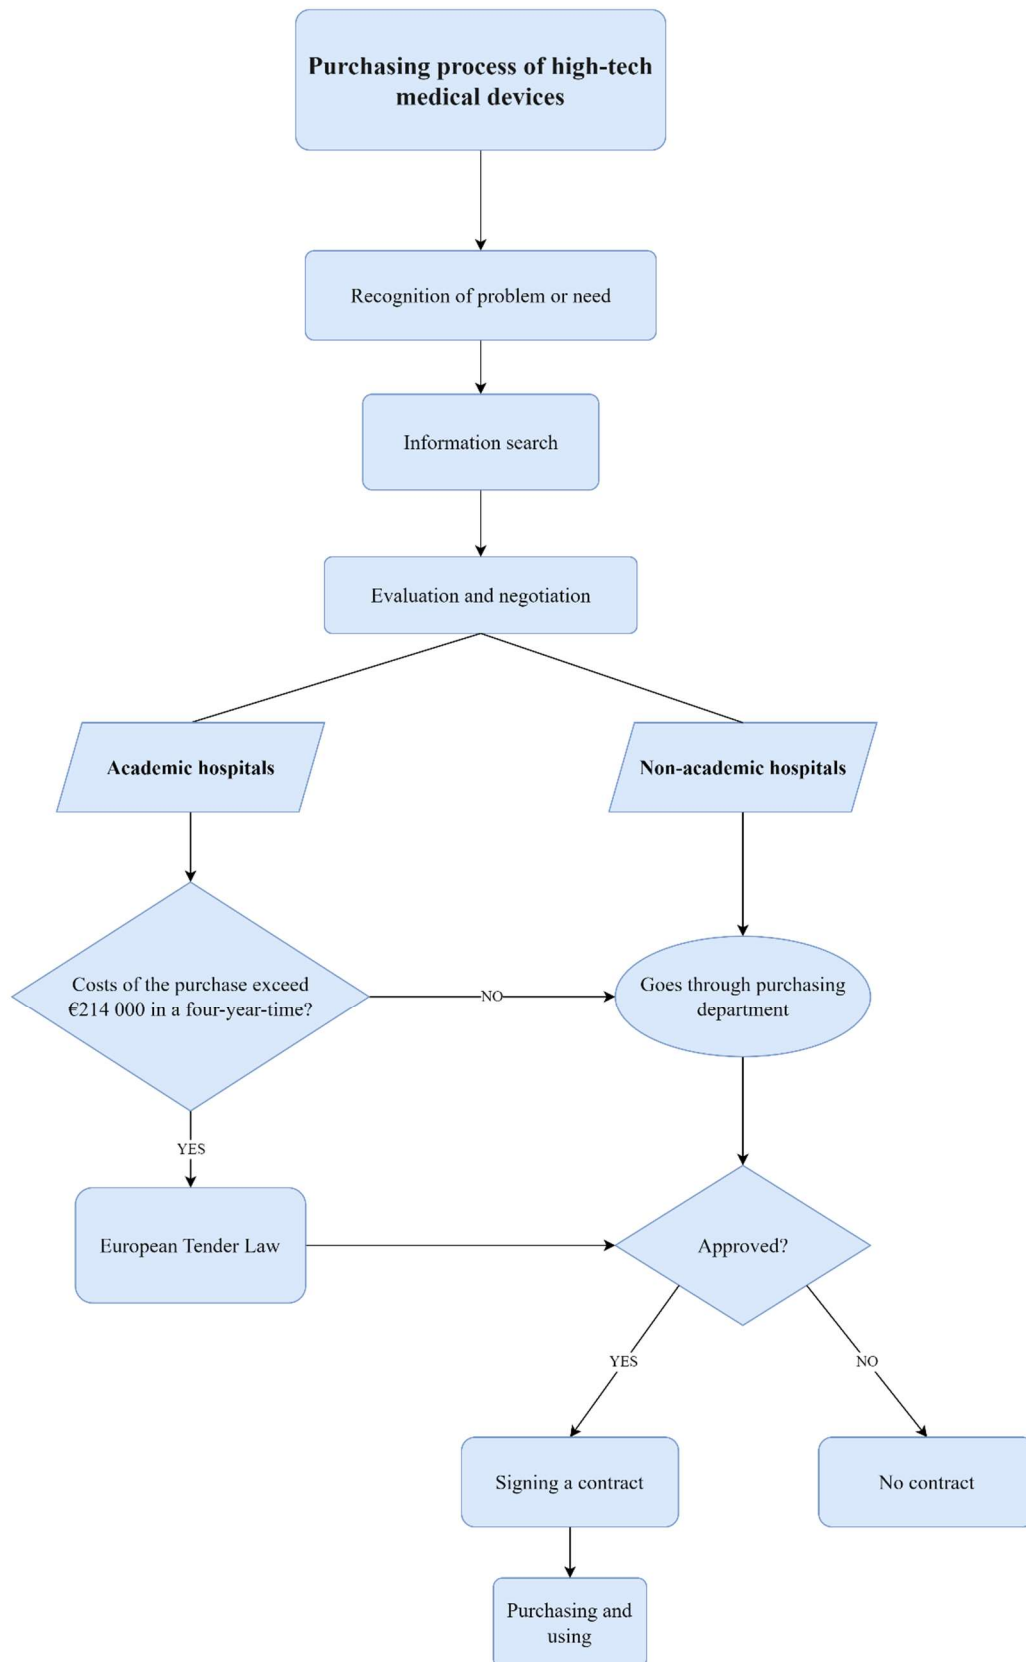 Purchasing process of high-tech
medical devices
Recognition of problem or need
Information search
Evaluation and negotiation
Academic hospitals
Non-academic hospitals
Costs of the purchase exceed
€214 000 in a four-year-time?
NO
Goes through purchasing
department
YES
European Tender Law
Approved?
YES
NO
Signing a contract
No contract
Purchasing and
using